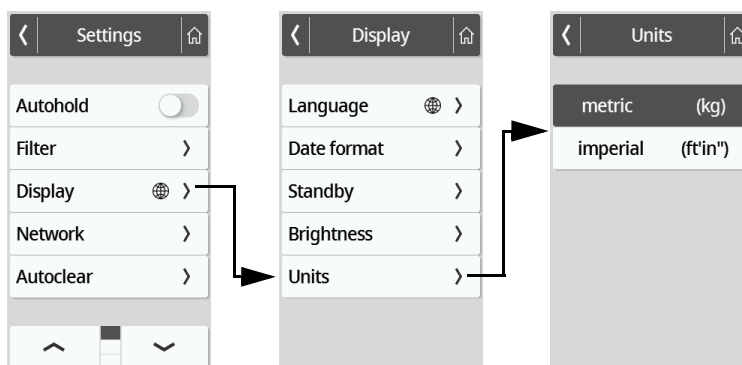 Settings
Autohold
Filter
Display
Network
Autoclear
Display
Language
Date format
Standby
Brightness
Units
Units
metric (kg)
imperial (ft'in")